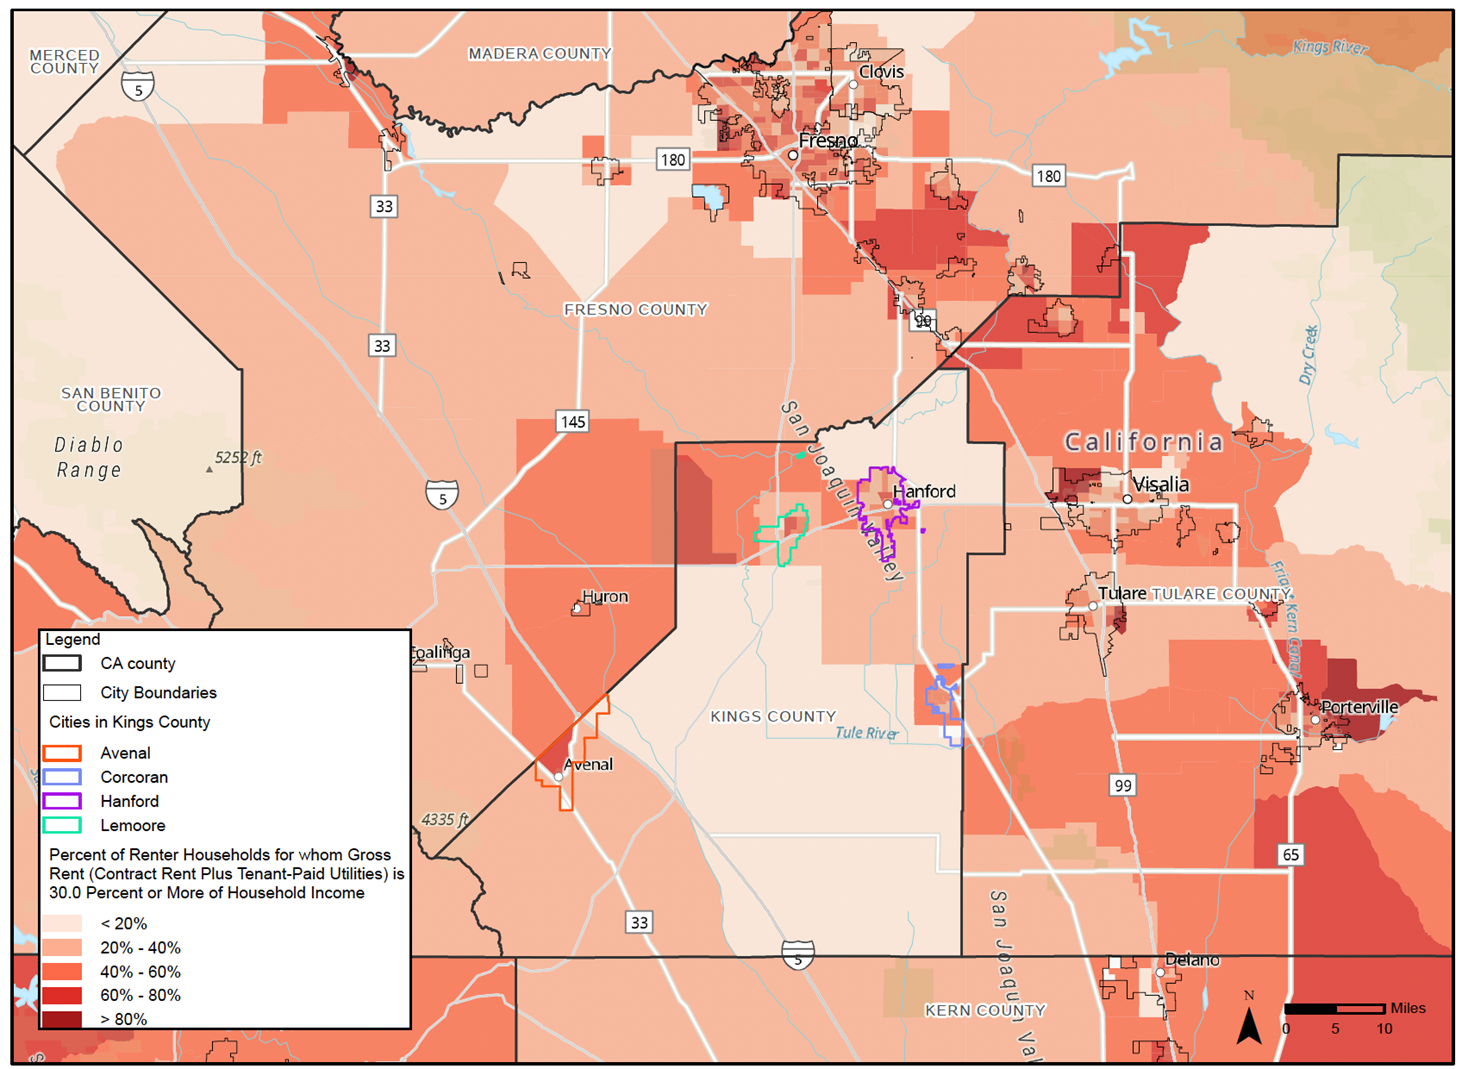 MERCED
COUNTY
MADERA COUNTY
Kings River
5
Clovis
Fresno
180
180
33
FRESNO COUNTY
99
33
Dry Creek
SAN BENITO
COUNTY
145
San Joaquin Valley
California
Diablo
Range
5252 ft
5
Hanford
Visalia
Huron
Tulare
TULARE COUNTY
Friant Kern Canal
Coalinga
KINGS COUNTY
Tule River
Porterville
Avenal
99
4335 ft
65
33
5
San Joaquin Val
Delano
KERN COUNTY
Legend
CA county
City Boundaries
Cities in Kings County
Avenal
Corcoran
Hanford
Lemoore
Percent of Renter Households for whom Gross
Rent (Contract Rent Plus Tenant-Paid Utilities) is
30.0 Percent or More of Household Income
< 20%
20% - 40%
40% - 60%
60% - 80%
> 80%
N
Miles
0 5 10